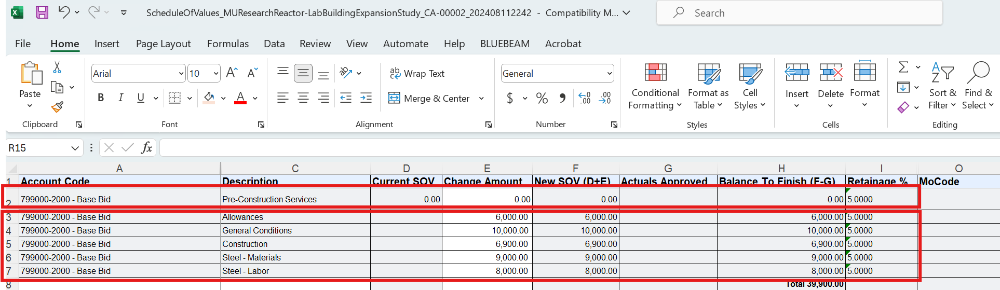 ScheduleOfValues_MUResearchReactor-LabBuildingExpansionStudy_CA-00002_202408112242 - Compatibility M... Search
File Home Insert Page Layout Formulas Data Review View Automate Help BLUEBEAM Acrobat
Arial 10 Wrap Text General
Paste B I U A Merge & Center $ % Conditional Formatting Format as Table Cell Styles Insert Delete Format Sort & Filter Find & Select
Clipboard Font Alignment Number Styles Cells Editing
R15 fx
A C D E F G H I O
1 Account Code Description Current SOV Change Amount New SOV (D+E) Actuals Approved Balance To Finish (F-G) Retainage % MoCode
2 799000-2000 - Base Bid Pre-Construction Services 0.00 0.00 0.00 0.00 5.0000
3 799000-2000 - Base Bid Allowances 6,000.00 6,000.00 6,000.00 5.0000
4 799000-2000 - Base Bid General Conditions 10,000.00 10,000.00 10,000.00 5.0000
5 799000-2000 - Base Bid Construction 6,900.00 6,900.00 6,900.00 5.0000
6 799000-2000 - Base Bid Steel - Materials 9,000.00 9,000.00 9,000.00 5.0000
7 799000-2000 - Base Bid Steel - Labor 8,000.00 8,000.00 8,000.00 5.0000
8 Total 39,900.00